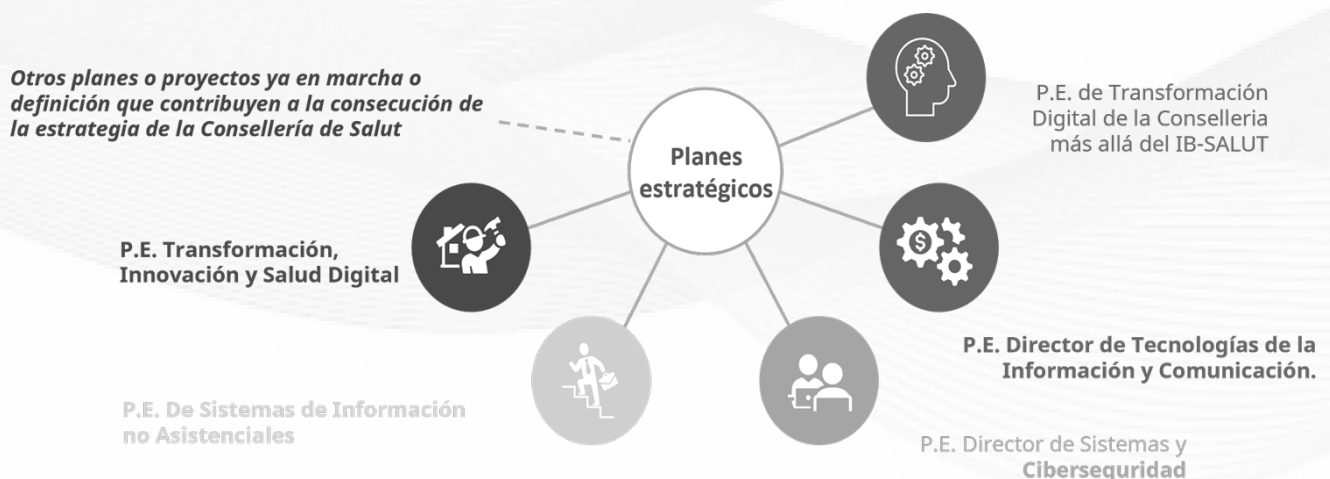 Otros planes o proyectos ya en marcha o
definición que contribuyen a la consecución de
la estrategia de la Consellería de Salut
Planes
estratégicos
P.E. de Transformación
Digital de la Conselleria
más allá del IB-SALUT
P.E. Transformación,
Innovación y Salud Digital
$
P.E. Director de Tecnologías de la
Información y Comunicación.
P.E. De Sistemas de Información
no Asistenciales
P.E. Director de Sistemas y
Ciberseguridad